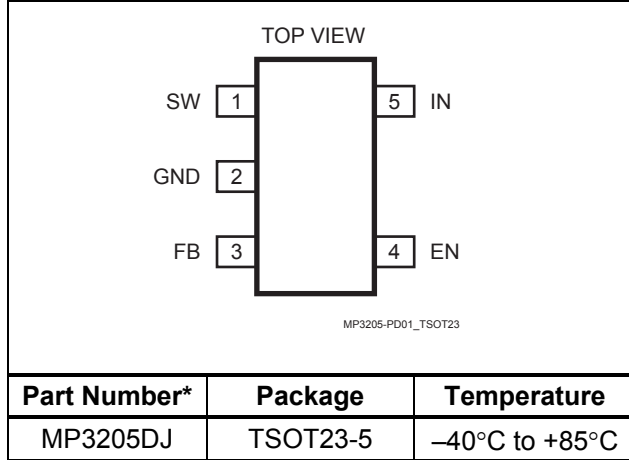 TOP VIEW
SW 1 5 IN
GND 2
FB 3 4 EN
MP3205-PD01_TSOT23
Part Number* Package Temperature
MP3205DJ TSOT23-5 –40°C to +85°C